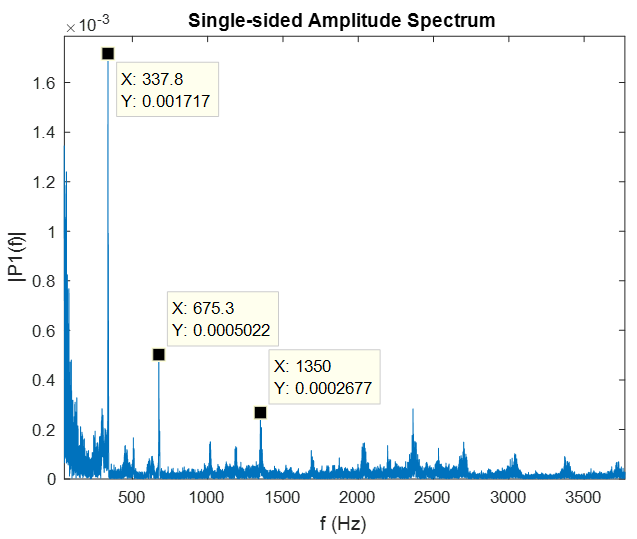 Single-sided Amplitude Spectrum
×10⁻³
1.6
1.4
1.2
1
0.8
0.6
0.4
0.2
0
|P1(f)|
X: 337.8
Y: 0.001717
X: 675.3
Y: 0.0005022
X: 1350
Y: 0.0002677
500
1000
1500
2000
2500
3000
3500
f (Hz)